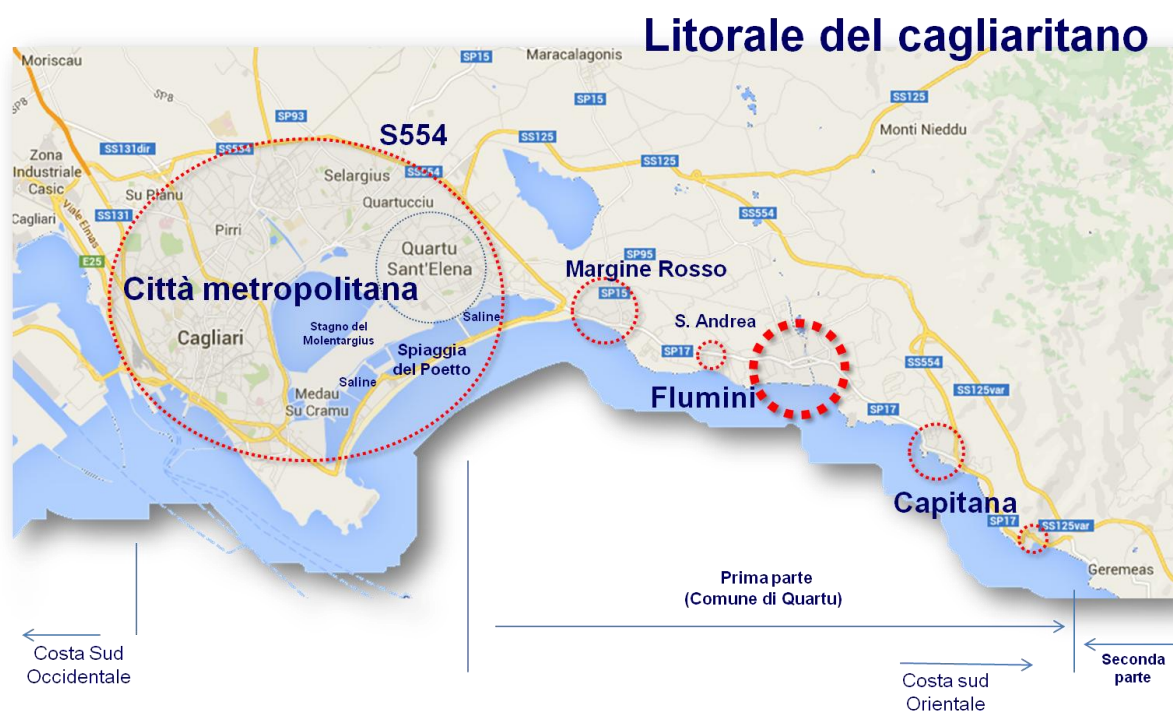 Litorale del cagliaritano
Moriscau
SP15
Maracalagonis
SP8
SP8
SP93
SP15
SS125
S554
SS125
Monti Nieddu
Zona
Industriale
Casic
SS131dir
SS554
Selargius
SS554
SS125
Su Planu
Quartucciu
Cagliari
Viale Elmas
SS131
Pirri
SS554
Quartu
Sant'Elena
E25
SP95
Margine Rosso
Città metropolitana
SP15
Stagno del
Molentargius
Saline
S. Andrea
Cagliari
Spiaggia
del Poetto
SP17
SS554
Saline
Medau
Su Cramu
Flumini
SS125var
SP17
Capitana
SP17
SS125var
Geremeas
Prima parte
(Comune di Quartu)
Costa Sud
Occidentale
Costa sud
Orientale
Seconda
parte